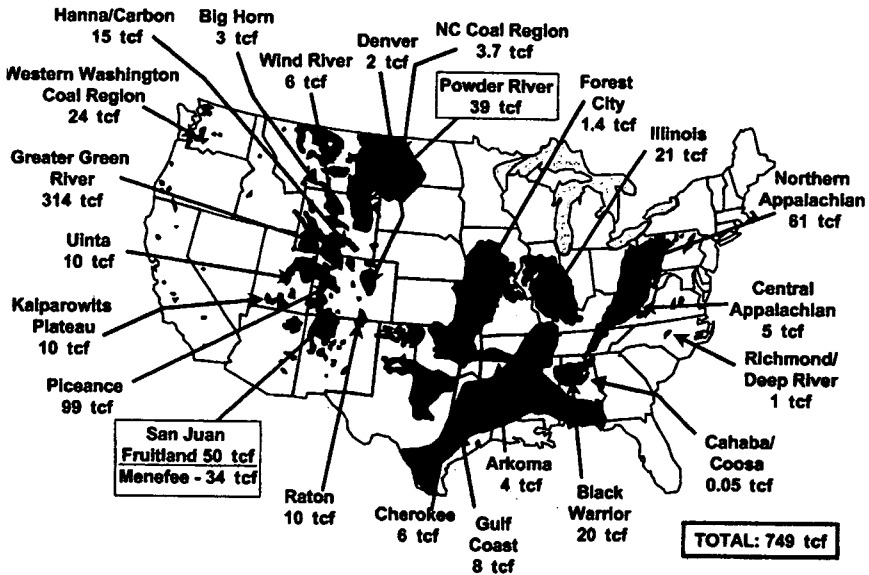 Hanna/Carbon
15 tcf
Big Horn
3 tcf
Wind River
6 tcf
Denver
2 tcf
NC Coal Region
3.7 tcf
Powder River
39 tcf
Forest
City
1.4 tcf
Illinois
21 tcf
Northern
Appalachian
61 tcf
Western Washington
Coal Region
24 tcf
Greater Green
River
314 tcf
Uinta
10 tcf
Kaiparowits
Plateau
10 tcf
Piceance
99 tcf
San Juan
Fruitland 50 tcf
Menefee - 34 tcf
Raton
10 tcf
Cherokee
6 tcf
Gulf
Coast
8 tcf
Arkoma
4 tcf
Black
Warrior
20 tcf
Cahaba/
Coosa
0.05 tcf
Richmond/
Deep River
1 tcf
Central
Appalachian
5 tcf
TOTAL: 749 tcf